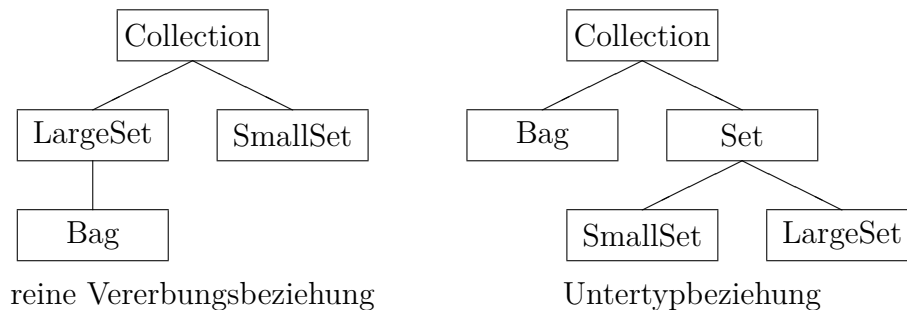 Collection
LargeSet
SmallSet
Bag
reine Vererbungsbeziehung
Collection
Bag
Set
SmallSet
LargeSet
Untertypbeziehung